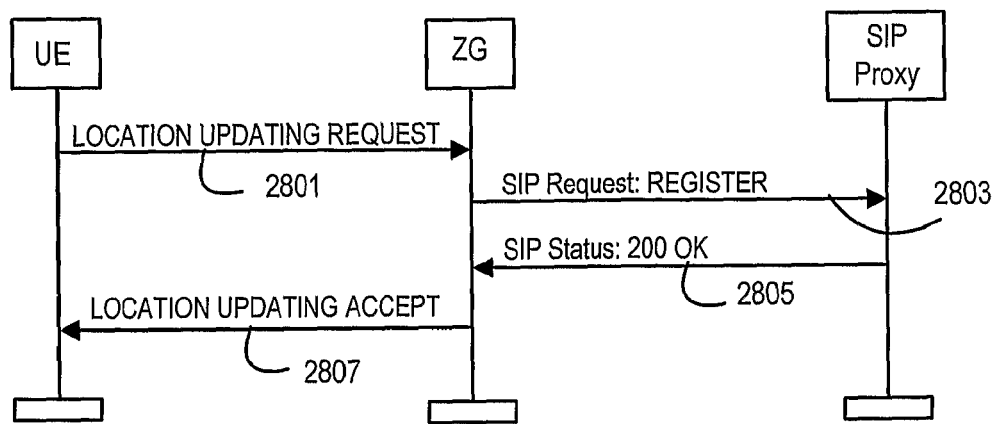 UE
ZG
SIP
Proxy
LOCATION UPDATING REQUEST
2801
SIP Request: REGISTER
2803
SIP Status: 200 OK
2805
LOCATION UPDATING ACCEPT
2807